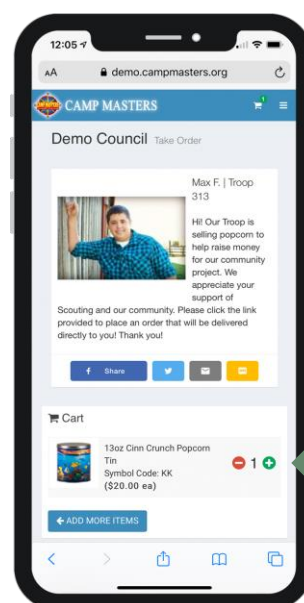 12:05
AA demo.campmasters.org
CAMP MASTERS
1
Demo Council Take Order
Max F. | Troop
313
Hi! Our Troop is
selling popcorn to
help raise money
for our community
project. We
appreciate your
support of
Scouting and our community. Please click the link
provided to place an order that will be delivered
directly to you! Thank you!
Share
Cart
13oz Cinn Crunch Popcorn
Tin
Symbol Code: KK
($20.00 ea)
1
ADD MORE ITEMS